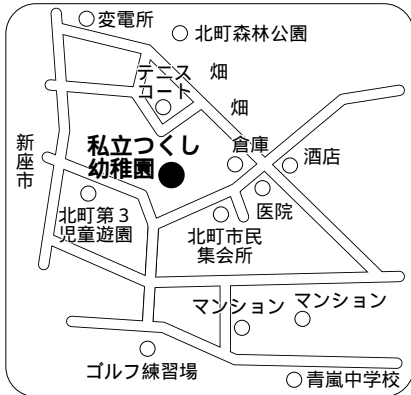 変電所
北町森林公園
テニス
コート
畑
畑
新座市
私立つくし
幼稚園
倉庫
酒店
医院
北町第３
児童遊園
北町市民
集会所
マンション
マンション
ゴルフ練習場
青嵐中学校